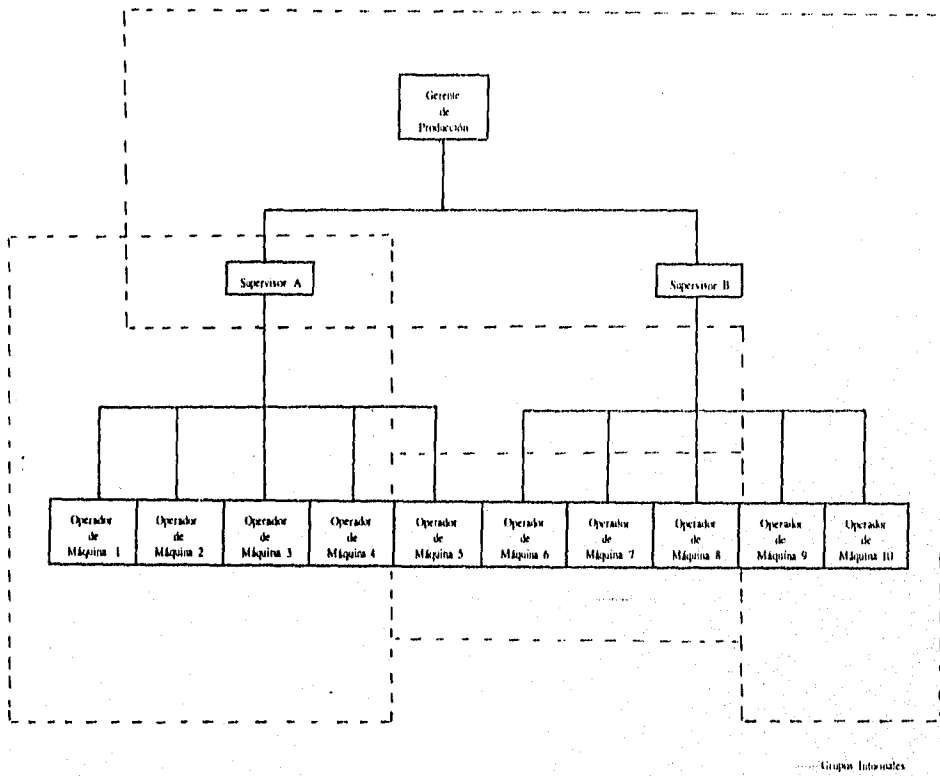 Gerente
de
Producción
Supervisor A
Supervisor B
Operador
de
Máquina 1
Operador
de
Máquina 2
Operador
de
Máquina 3
Operador
de
Máquina 4
Operador
de
Máquina 5
Operador
de
Máquina 6
Operador
de
Máquina 7
Operador
de
Máquina 8
Operador
de
Máquina 9
Operador
de
Máquina 10
Grupos Informales